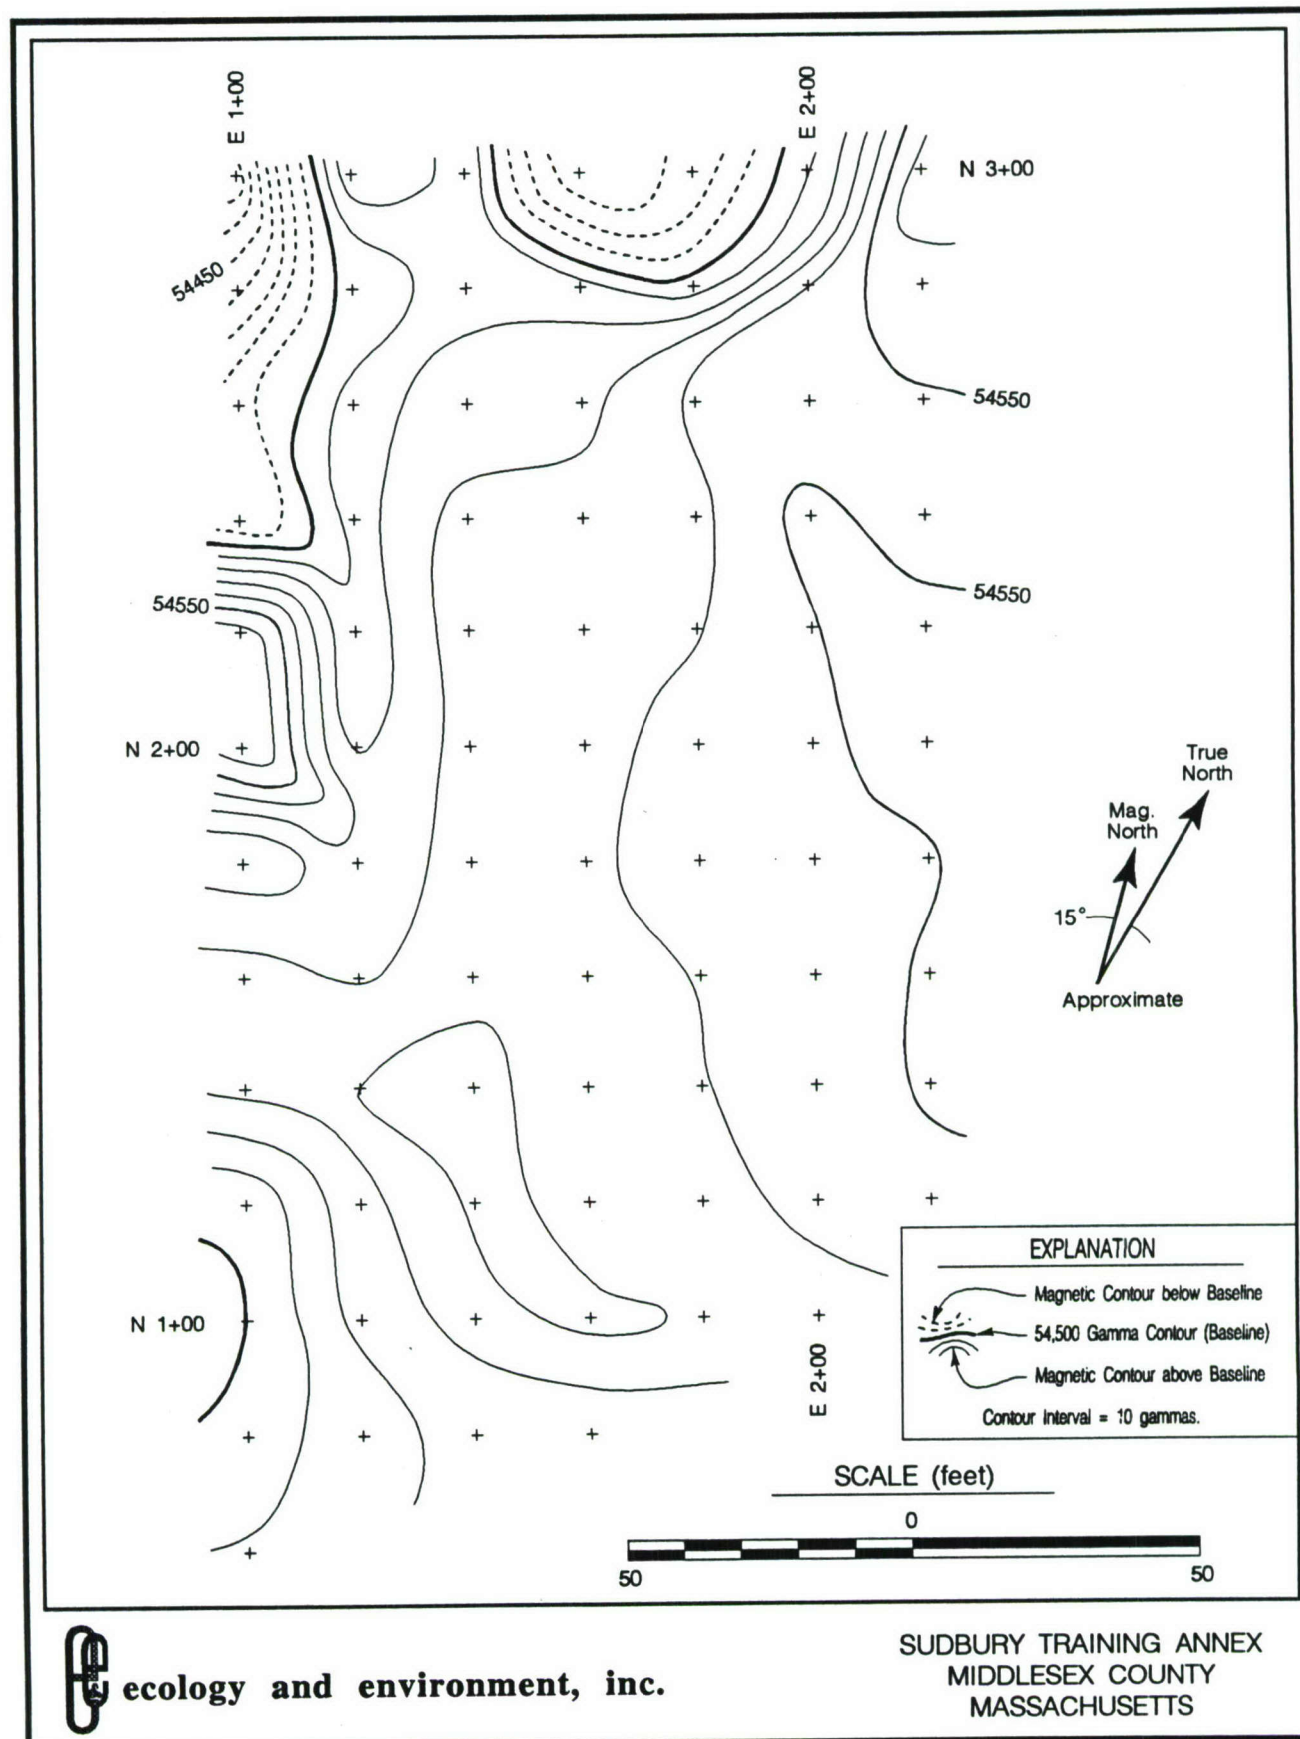 E 1+00
E 2+00
N 3+00
54450
54550
54550
54550
N 2+00
True
North
Mag.
North
15°
Approximate
N 1+00
E 2+00
EXPLANATION
Magnetic Contour below Baseline
54,500 Gamma Contour (Baseline)
Magnetic Contour above Baseline
Contour Interval = 10 gammas.
SCALE (feet)
0
50
50
ecology and environment, inc.
SUDBURY TRAINING ANNEX
MIDDLESEX COUNTY
MASSACHUSETTS